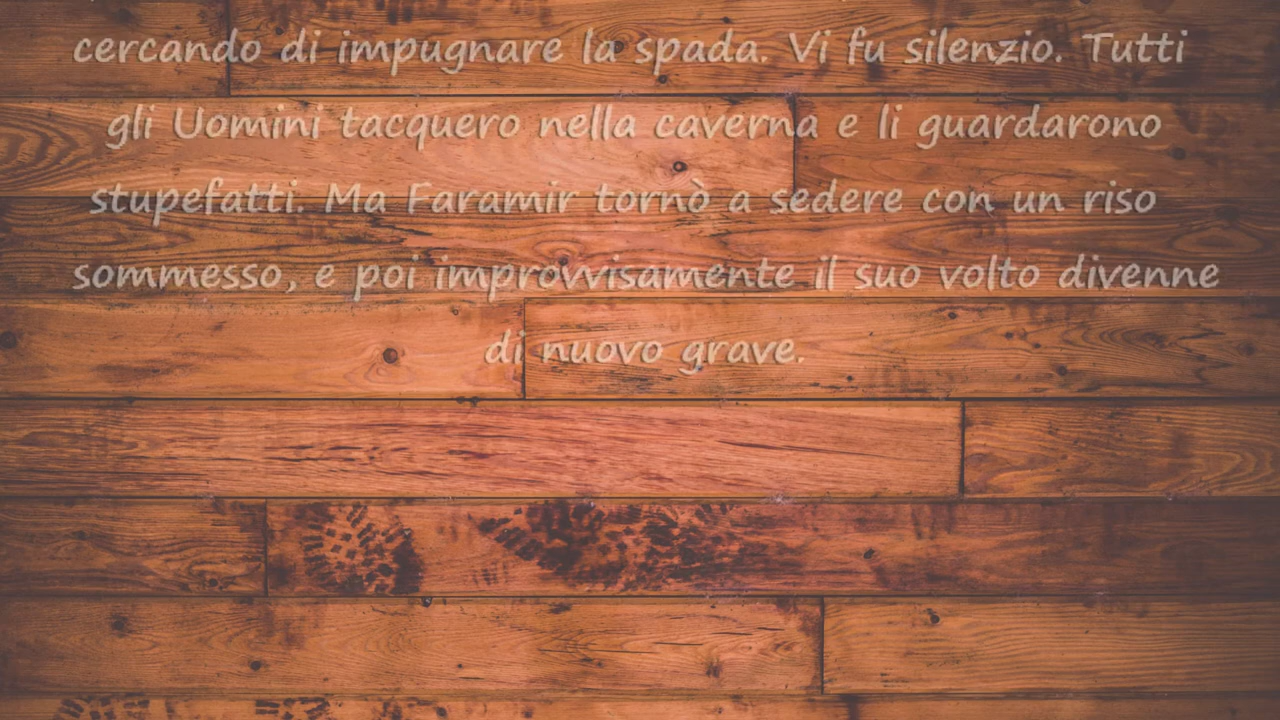 cercando di impugnare la spada. Vi fu silenzio. Tutti
gli Uomini tacquero nella caverna e li guardarono
stupefatti. Ma Faramir tornò a sedere con un riso
sommesso, e poi improvvisamente il suo volto divenne
di nuovo grave.